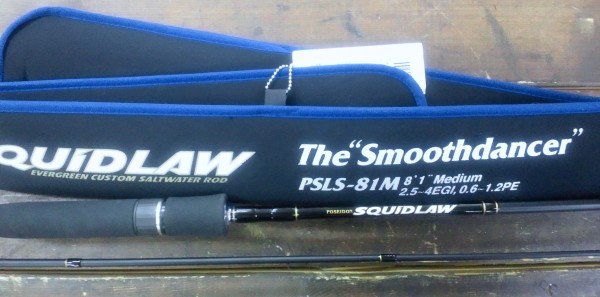 QUIDLAW
EVERGREEN CUSTOM SALTWATER ROD
The "Smoothdancer"
PSLS-81M 8'1" Medium
2.5-4EGI, 0.6-1.2PE
POSEIDON SQUIDLAW